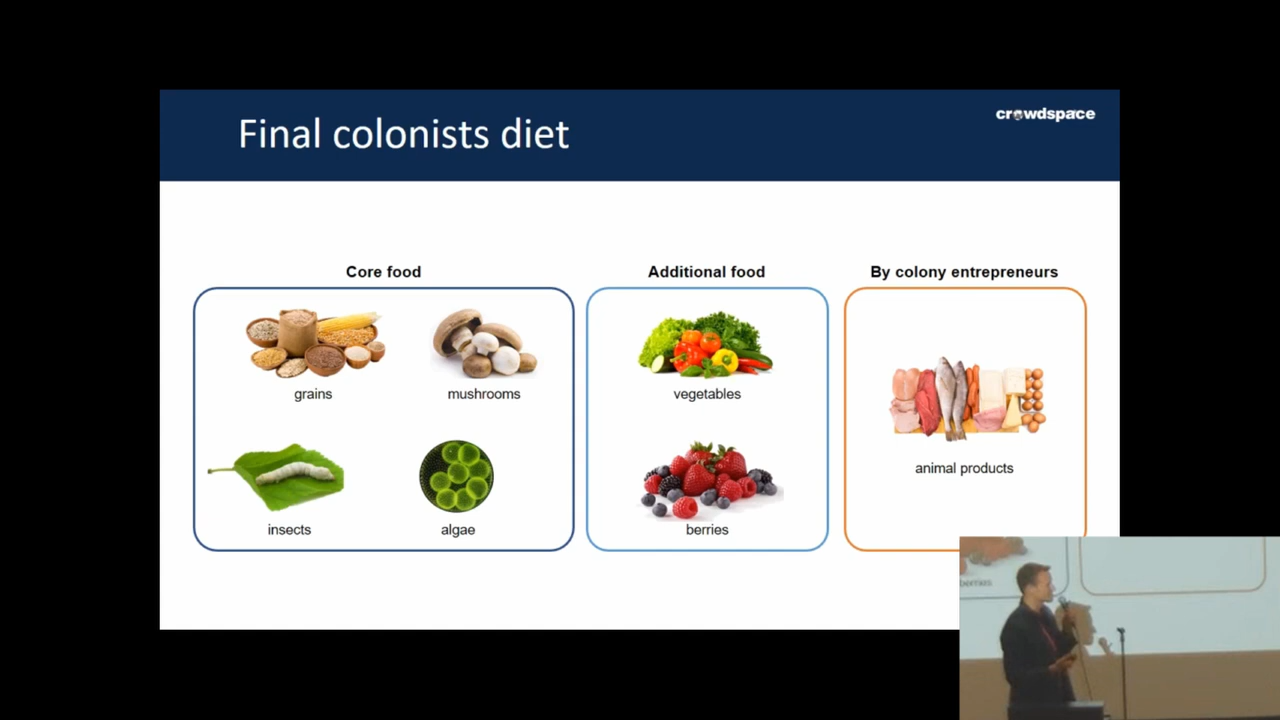 Final colonists diet
crowdspace
Core food
Additional food
By colony entrepreneurs
grains
mushrooms
vegetables
animal products
insects
algae
berries
berries